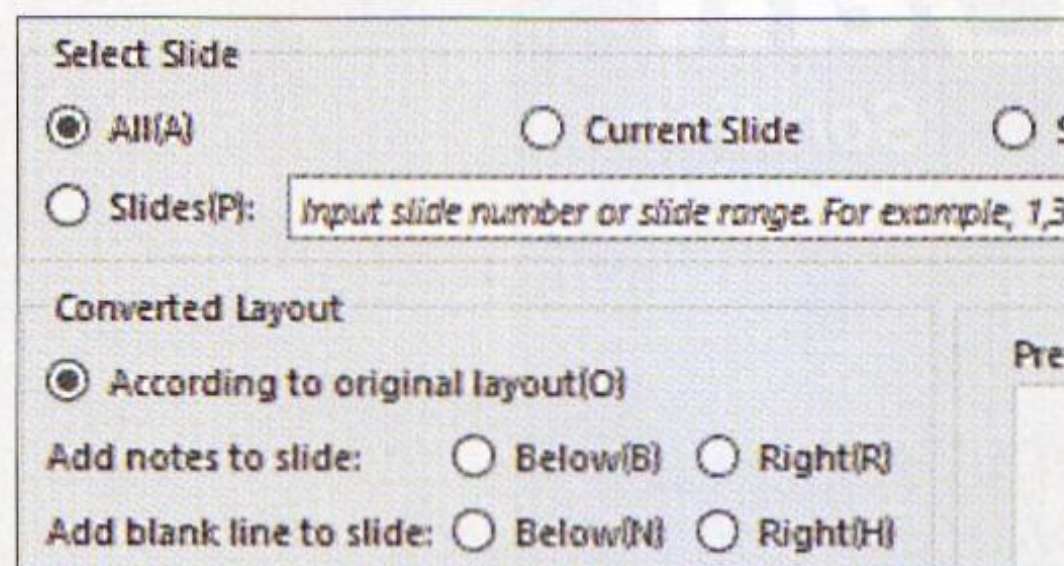 Select Slide
All(A) Current Slide
Slides(P): Input slide number or slide range. For example, 1,3
Converted Layout
According to original layout(O)
Add notes to slide: Below(B) Right(R)
Add blank line to slide: Below(N) Right(H)